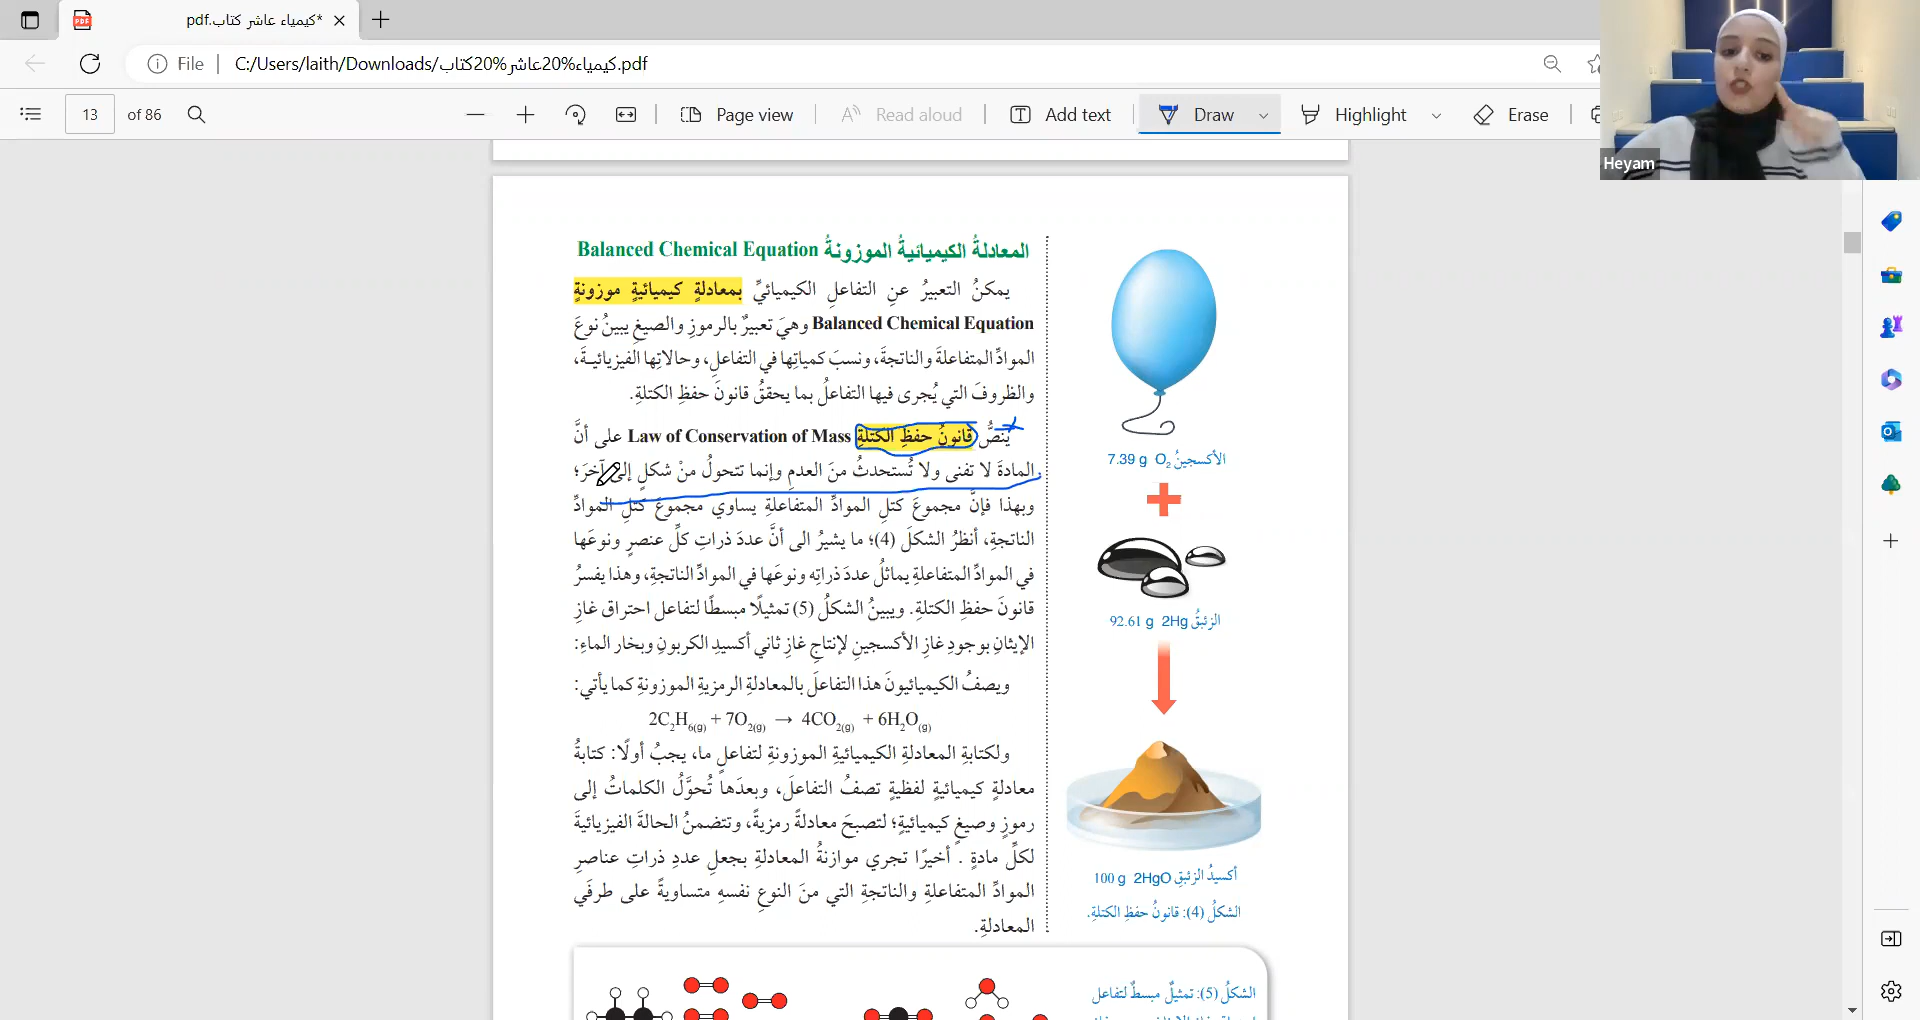 كيمياء عاشر كتاب.pdf*
File
C:/Users/laith/Downloads/كيمياء%20عاشر%20كتاب.pdf
13 of 86
Page view
Read aloud
Add text
Draw
Highlight
Erase
Heyam
المعادلةُ الكيميائيةُ الموزونةُ Balanced Chemical Equation
يمكنُ التعبيرُ عنِ التفاعلِ الكيميائيِّ بمعادلةٍ كيميائيةٍ موزونةٍ
Balanced Chemical Equation وهيَ تعبيرٌ بالرموزِ والصيغِ يبينُ نوعَ
الموادِّ المتفاعلةَ والناتجةَ، ونسبَ كمياتِها في التفاعلِ، وحالاتِها الفيزيائيـةَ،
والظروفَ التي يُجرى فيها التفاعلُ بما يحققُ قانونَ حفظِ الكتلةِ.
ينصُّ قانونُ حفظِ الكتلةِ Law of Conservation of Mass على أنَّ
المادةَ لا تفنى ولا تُستحدثُ منَ العدمِ وإنما تتحولُ منْ شكلٍ إلى آخرَ؛
وبهذا فإنَّ مجموعَ كتلِ الموادِّ المتفاعلةِ يساوي مجموعَ كتلِ الموادِّ
الناتجةِ، أنظرُ الشكلَ (4)؛ ما يشيرُ الى أنَّ عددَ ذراتِ كلِّ عنصرٍ ونوعَها
في الموادِّ المتفاعلةِ يماثلُ عددَ ذراتِه ونوعَها في الموادِّ الناتجةِ، وهذا يفسرُ
قانونَ حفظِ الكتلةِ. ويبينُ الشكلُ (5) تمثيلًا مبسطًا لتفاعل احتراق غازِ
الإيثانِ بوجودِ غازِ الأكسجينِ لإنتاجِ غازِ ثاني أكسيدِ الكربونِ وبخار الماءِ:
ويصفُ الكيميائيونَ هذا التفاعلَ بالمعادلةِ الرمزيةِ الموزونةِ كما يأتي:
2C₂H₆(g) + 7O₂(g) → 4CO₂(g) + 6H₂O(g)
ولكتابةِ المعادلةِ الكيميائيةِ الموزونةِ لتفاعلٍ ما، يجبُ أولًا: كتابةُ
معادلةٍ كيميائيةٍ لفظيةٍ تصفُ التفاعلَ، وبعدَها تُحوَّلُ الكلماتُ إلى
رموزٍ وصيغٍ كيميائيةٍ؛ لتصبحَ معادلةً رمزيةً، وتتضمنُ الحالةَ الفيزيائيةَ
لكلِّ مادةٍ . أخيرًا تجري موازنةُ المعادلةِ بجعلِ عددِ ذراتِ عناصرِ
الموادِّ المتفاعلةِ والناتجةِ التي منَ النوعِ نفسهِ متساويةً على طرفَي
المعادلةِ.
7.39 g O₂ الأكسجينُ
92.61 g 2Hg الزئبقُ
100 g 2HgO أكسيدُ الزئبقِ
الشكلُ (4): قانونُ حفظِ الكتلةِ.
الشكلُ (5): تمثيلٌ مبسطٌ لتفاعل